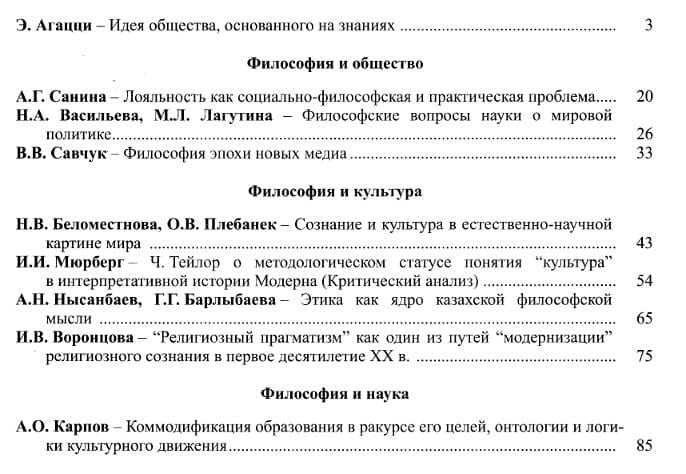 Э. Агацци – Идея общества, основанного на знаниях ........ 3
Философия и общество
А.Г. Санина – Лояльность как социально-философская и практическая проблема..... 20
Н.А. Васильева, М.Л. Лагутина – Философские вопросы науки о мировой
политике........ 26
В.В. Савчук – Философия эпохи новых медиа........ 33
Философия и культура
Н.В. Беломестнова, О.В. Плебанек – Сознание и культура в естественно-научной
картине мира ........ 43
И.И. Мюрберг – Ч. Тейлор о методологическом статусе понятия “культура”
в интерпретативной истории Модерна (Критический анализ) ........ 54
А.Н. Нысанбаев, Г.Г. Барлыбаева – Этика как ядро казахской философской
мысли ........ 65
И.В. Воронцова – “Религиозный прагматизм” как один из путей “модернизации”
религиозного сознания в первое десятилетие XX в. ........ 75
Философия и наука
А.О. Карпов – Коммодификация образования в ракурсе его целей, онтологии и логи-
ки культурного движения........ 85